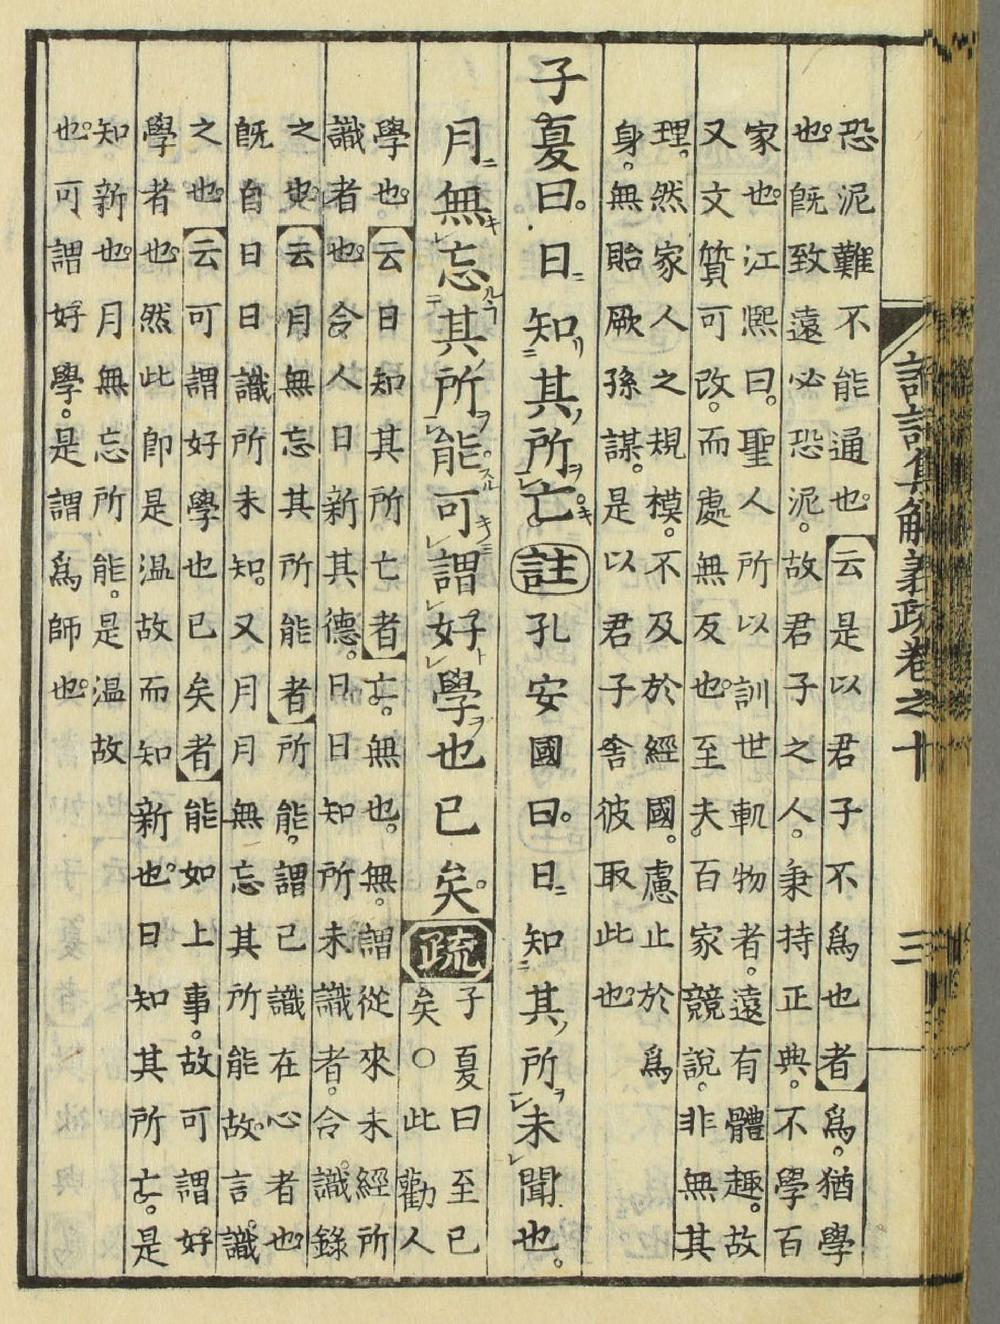 論語集解義疏卷之十
三
恐泥難不能通也。【云是以君子不爲也者】爲。猶學
也。旣致遠必恐泥。故君子之人。秉持正典。不學百
家也。江熙曰。聖人所以訓世軌物者。遠有體趣。故
又文質可改。而處無反也。至夫百家競說。非無其
理。然家人之規模。不及於經國。慮止於爲
身。無貽厥孫謀。是以君子舍彼取此也。
子夏曰。日知其所亡。註孔安國曰。日知其所未聞也。
月無忘其所能。可謂好學也已矣。疏子夏曰至已
矣○此勸人
學也。【云日知其所亡者】亡。無也。無。謂從來未經所
識者也。令人日新其德。日日知所未識者。令識錄
之也。【云月無忘其所能者】所能。謂已識在心者也。
旣自日日識所未知。又月月無忘其所能故。言識
之也。【云可謂好學也已矣者】能如上事。故可謂好
學者也。然此卽是温故而知新也。日知其所亡。是
知新也。月無忘所能。是温故
也。可謂好學。是謂爲師也。